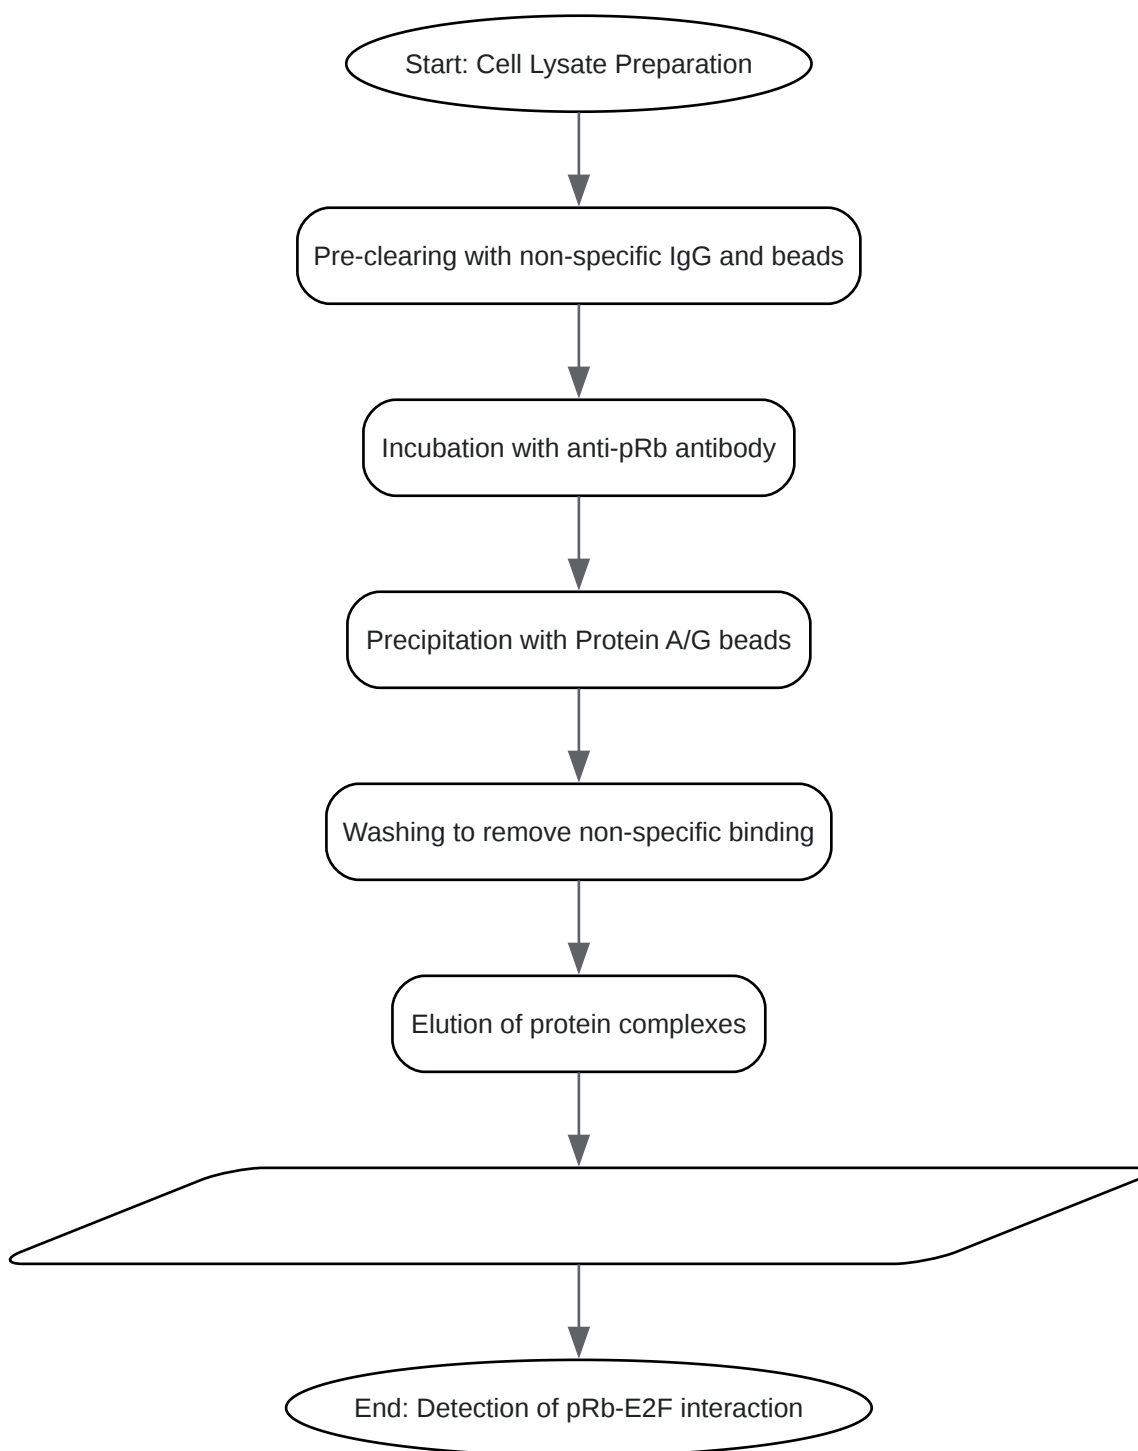 Start: Cell Lysate Preparation
Pre-clearing with non-specific IgG and beads
Incubation with anti-pRb antibody
Precipitation with Protein A/G beads
Washing to remove non-specific binding
Elution of protein complexes
End: Detection of pRb-E2F interaction